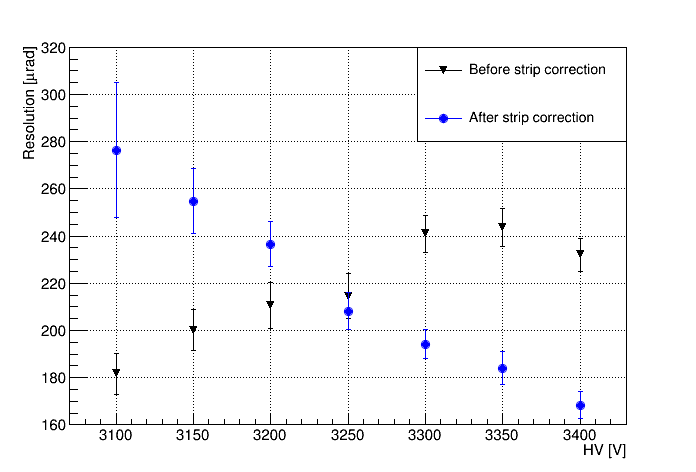 Resolution [μrad]
320
300
280
260
240
220
200
180
160
Before strip correction
After strip correction
3100 3150 3200 3250 3300 3350 3400
HV [V]